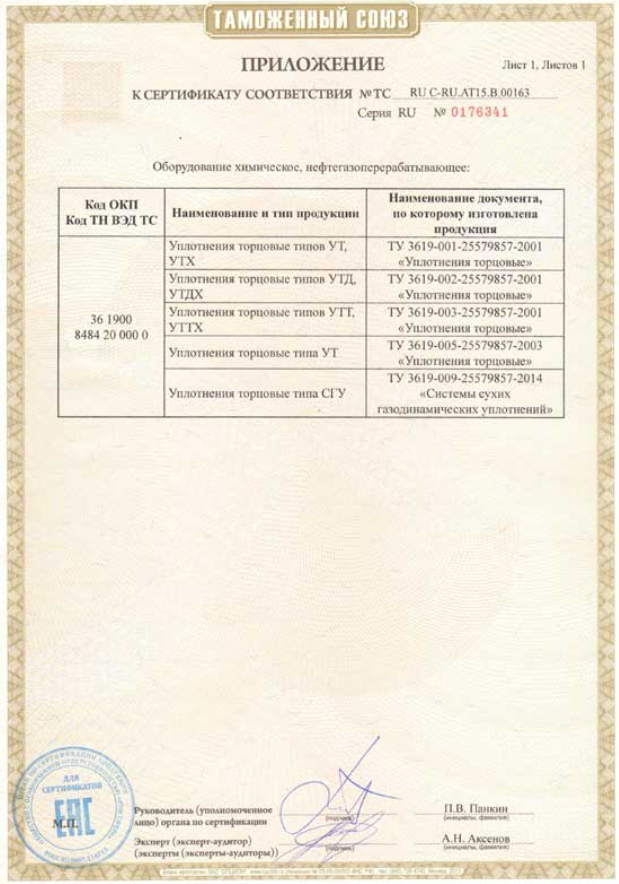 ТАМОЖЕННЫЙ СОЮЗ
ПРИЛОЖЕНИЕ
Лист 1, Листов 1
К СЕРТИФИКАТУ СООТВЕТСТВИЯ № ТС RU C-RU.АТ15.В.00163
Серия RU № 0176341
Оборудование химическое, нефтегазоперерабатывающее:
Код ОКП
Код ТН ВЭД ТС
Наименование и тип продукции
Наименование документа,
по которому изготовлена
продукция
36 1900
8484 20 000 0
Уплотнения торцовые типов УТ,
УТХ
ТУ 3619-001-25579857-2001
«Уплотнения торцовые»
Уплотнения торцовые типов УТД,
УТДХ
ТУ 3619-002-25579857-2001
«Уплотнения торцовые»
Уплотнения торцовые типов УТТ,
УТТХ
ТУ 3619-003-25579857-2001
«Уплотнения торцовые»
Уплотнения торцовые типа УТ
ТУ 3619-005-25579857-2003
«Уплотнения торцовые»
Уплотнения торцовые типа СГУ
ТУ 3619-009-25579857-2014
«Системы сухих
газодинамических уплотнений»
ДЛЯ
СЕРТИФИКАТОВ
ЕАС
М.П.
Руководитель (уполномоченное
лицо) органа по сертификации
(подпись)
П.В. Панкин
(инициалы, фамилия)
Эксперт (эксперт-аудитор)
(эксперты (эксперты-аудиторы))
(подпись)
А.Н. Аксенов
(инициалы, фамилия)